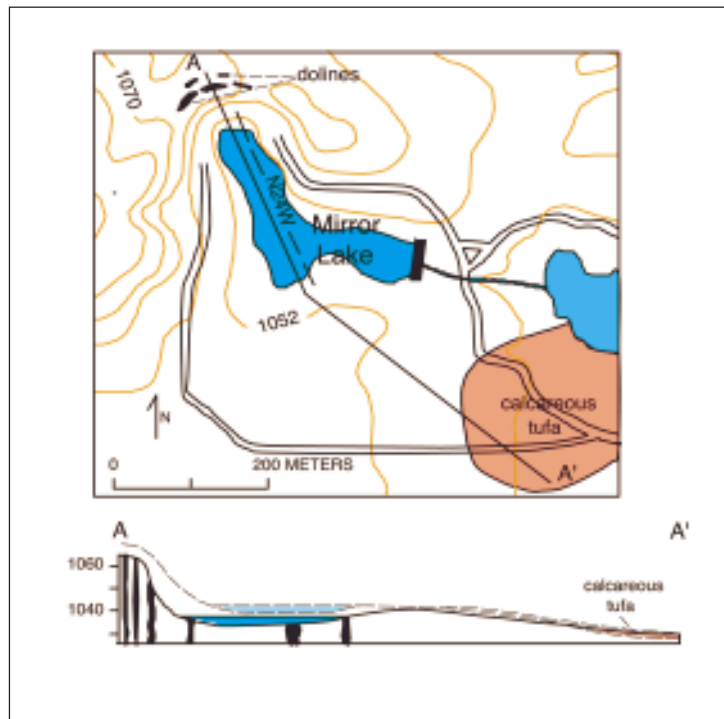 A
dolines
1070
N24W
Mirror
Lake
1052
calcareous
tufa
N
0 200 METERS
A'
A A'
1060
1040
calcareous
tufa